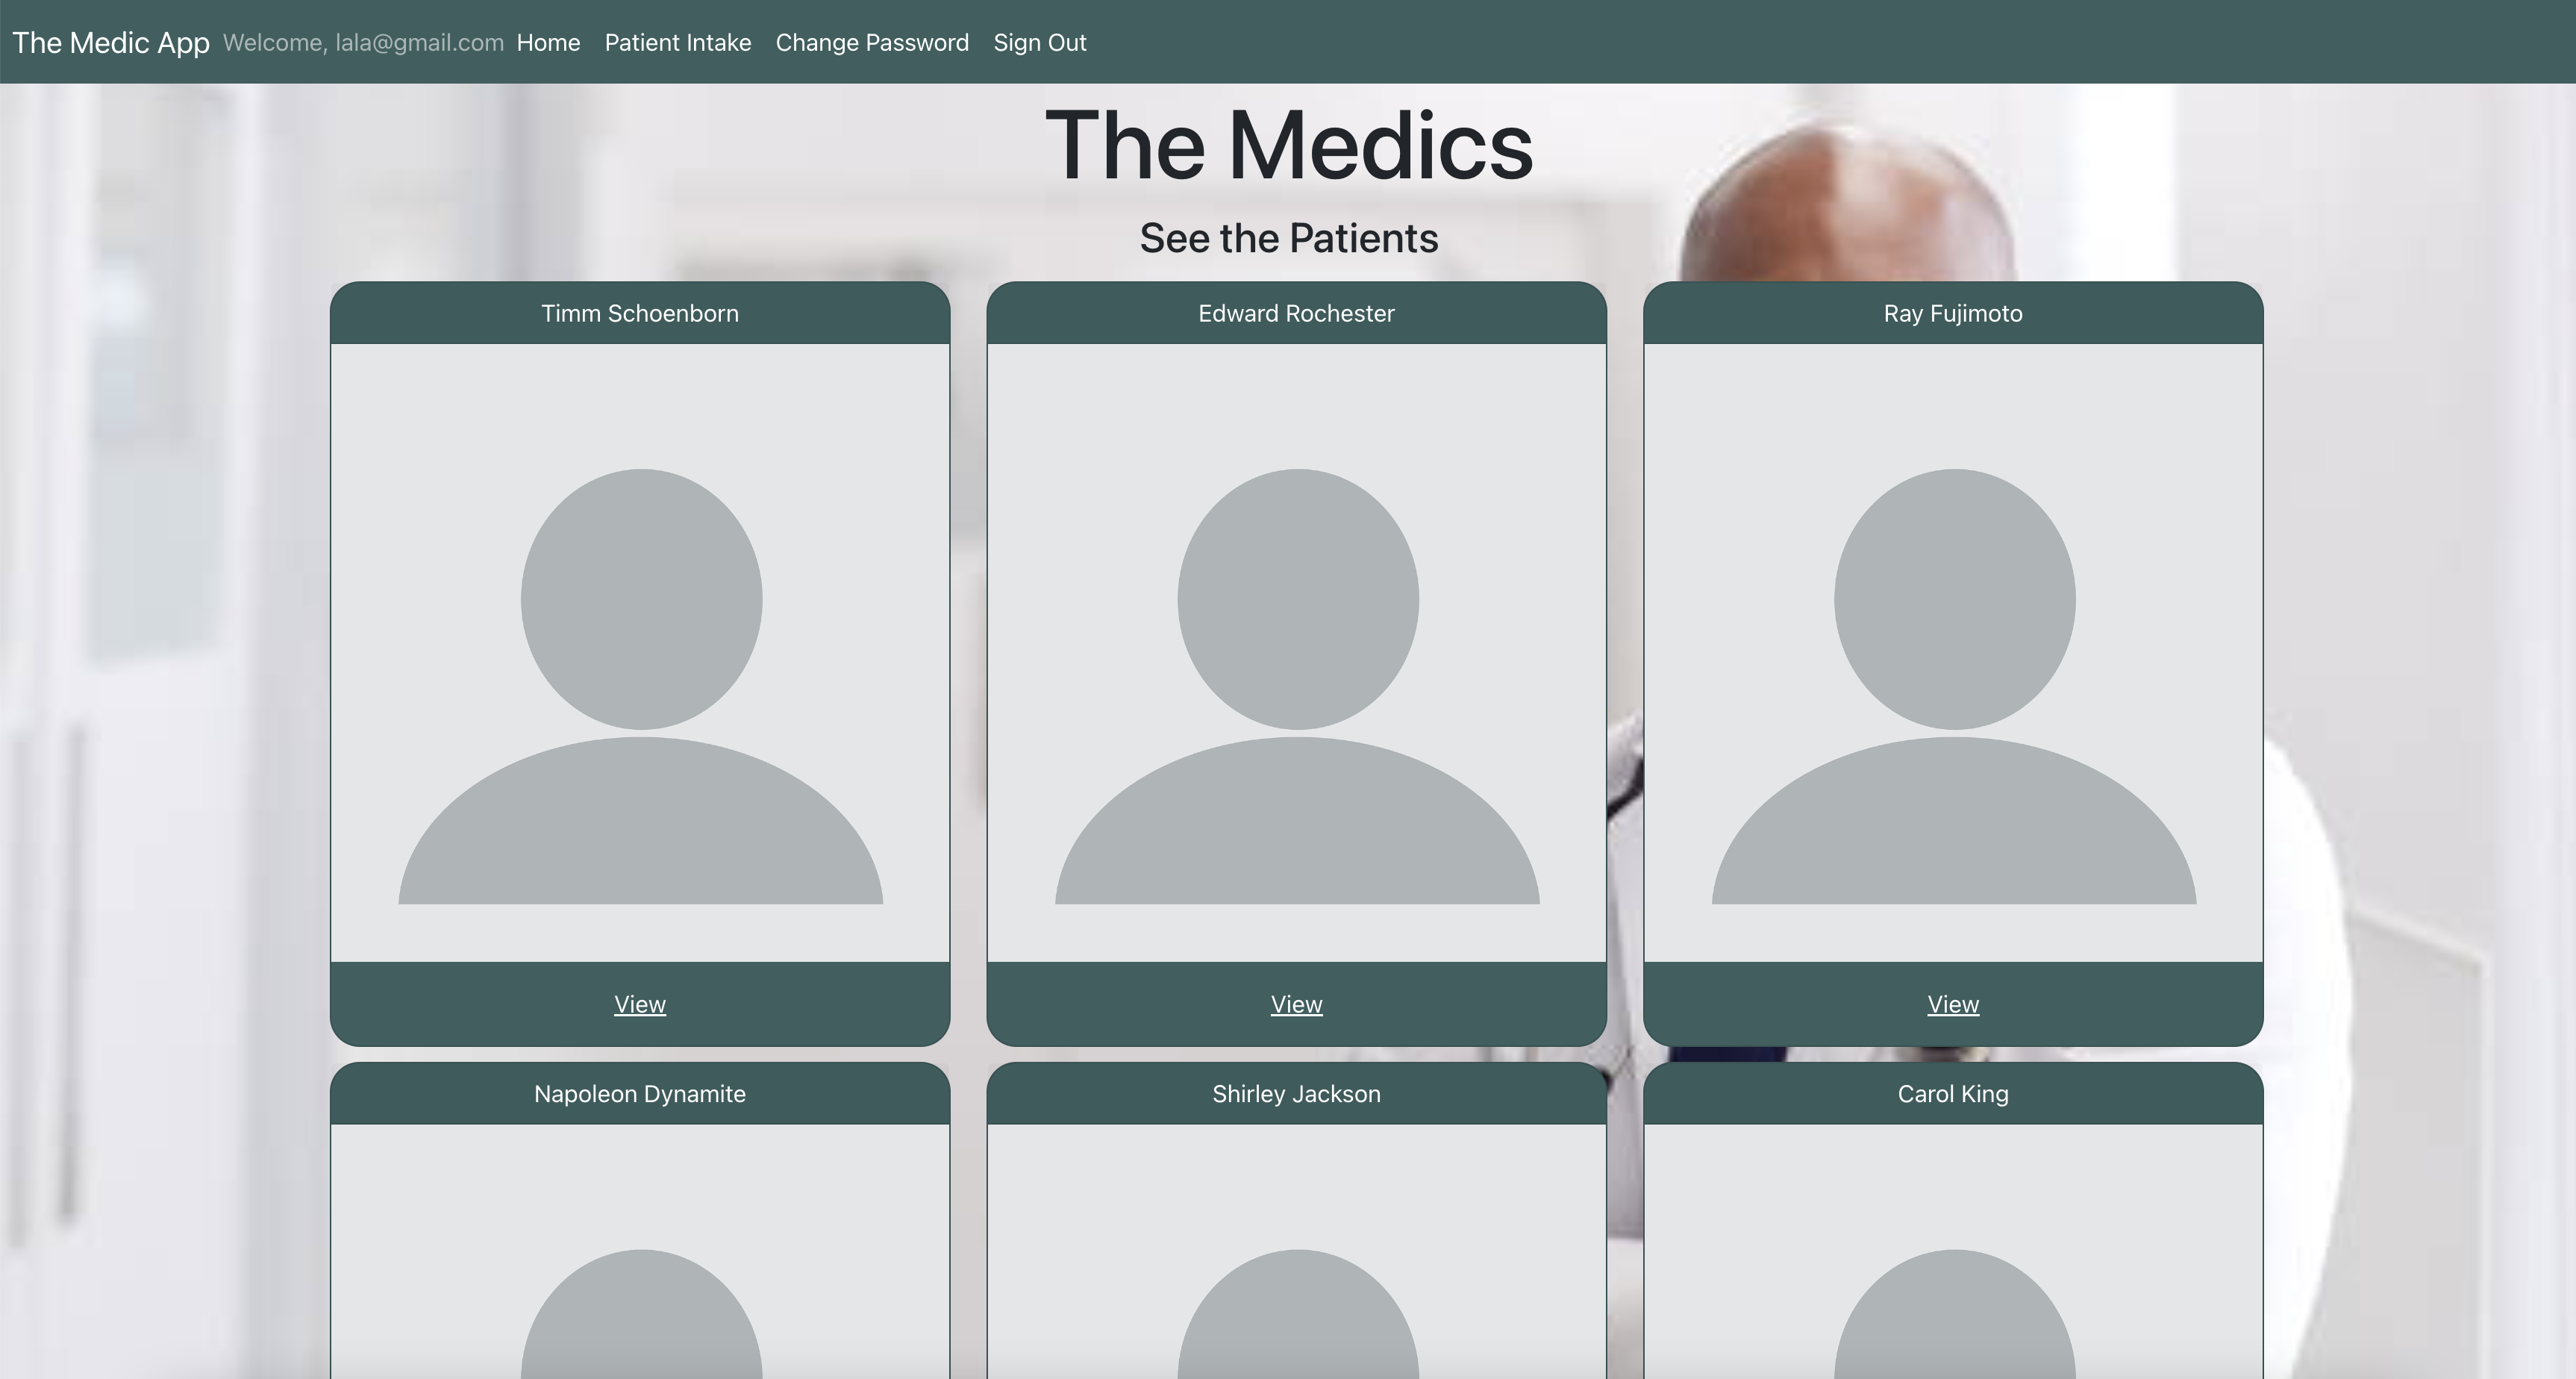 The Medic App Welcome, lala@gmail.com Home Patient Intake Change Password Sign Out
The Medics
See the Patients
Timm Schoenborn
Edward Rochester
Ray Fujimoto
View
View
View
Napoleon Dynamite
Shirley Jackson
Carol King